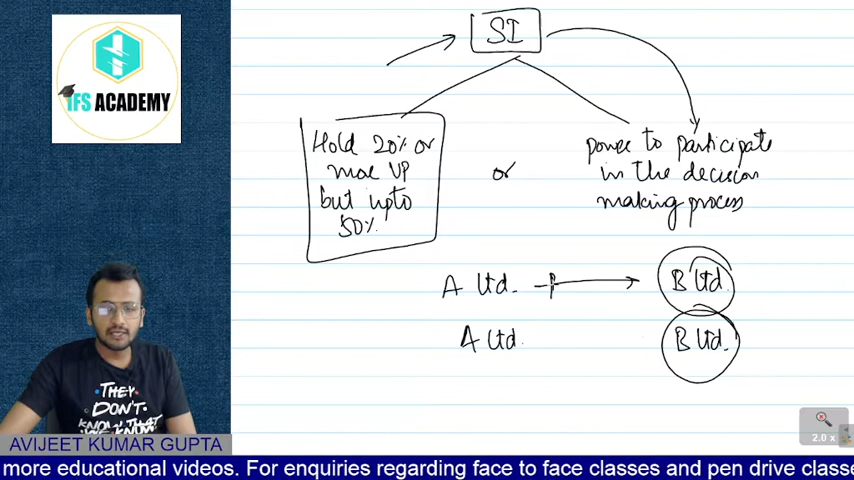 SI
IFS ACADEMY
Hold 20% or
more VP
but upto
50%.
or
power to participate
in the decision
making process
A Ltd.
B Ltd.
A Ltd
B Ltd.
THEY
DON'T
KNOW THAT
AVIJEET KUMAR GUPTA
2.0 x
more educational videos. For enquiries regarding face to face classes and pen drive classe